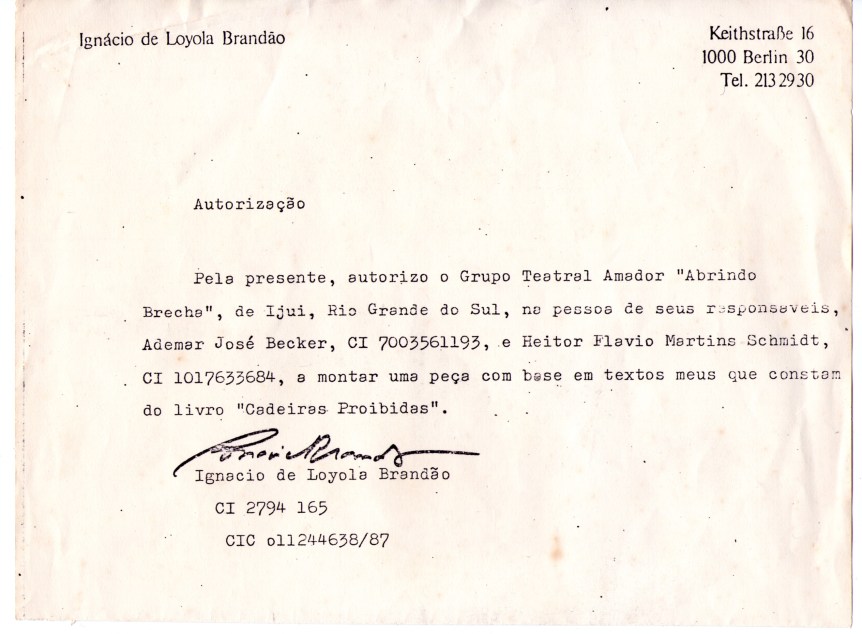 Ignácio de Loyola Brandão
Keithstraße 16
1000 Berlin 30
Tel. 2132930
Autorização
Pela presente, autorizo o Grupo Teatral Amador "Abrindo
Brecha", de Ijui, Rio Grande do Sul, na pessoa de seus responsaveis,
Ademar José Becker, CI 7003561193, e Heitor Flavio Martins Schmidt,
CI 1017633684, a montar uma peça com base em textos meus que constam
do livro "Cadeiras Proibidas".
Ignacio de Loyola Brandão
CI 2794 165
CIC o11244638/87